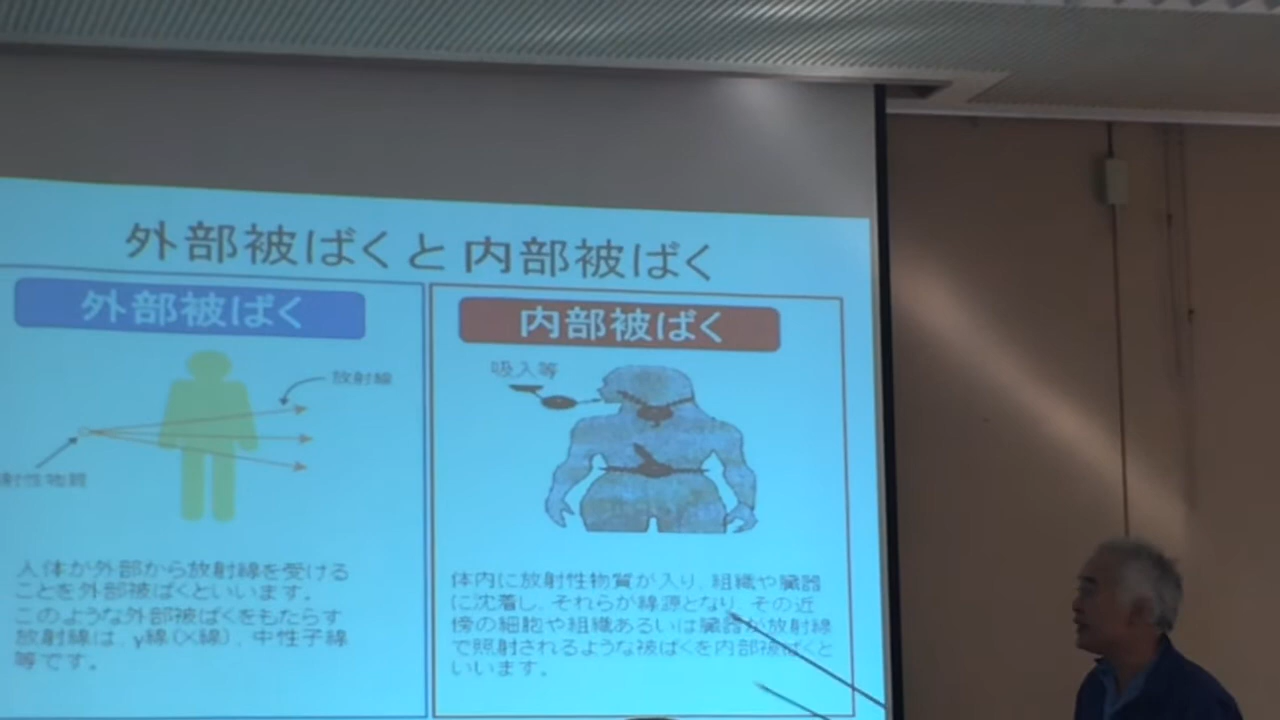 外部被ばくと内部被ばく
外部被ばく
放射線
射性物質
人体が外部から放射線を受ける
ことを外部被ばくといいます。
このような外部被ばくをもたらす
放射線は、γ線(X線)、中性子線
等です。
内部被ばく
吸入等
体内に放射性物質が入り、組織や臓器
に沈着し、それらが線源となり、その近
傍の細胞や組織あるいは臓器が放射線
で照射されるような被ばくを内部被ばくと
いいます。